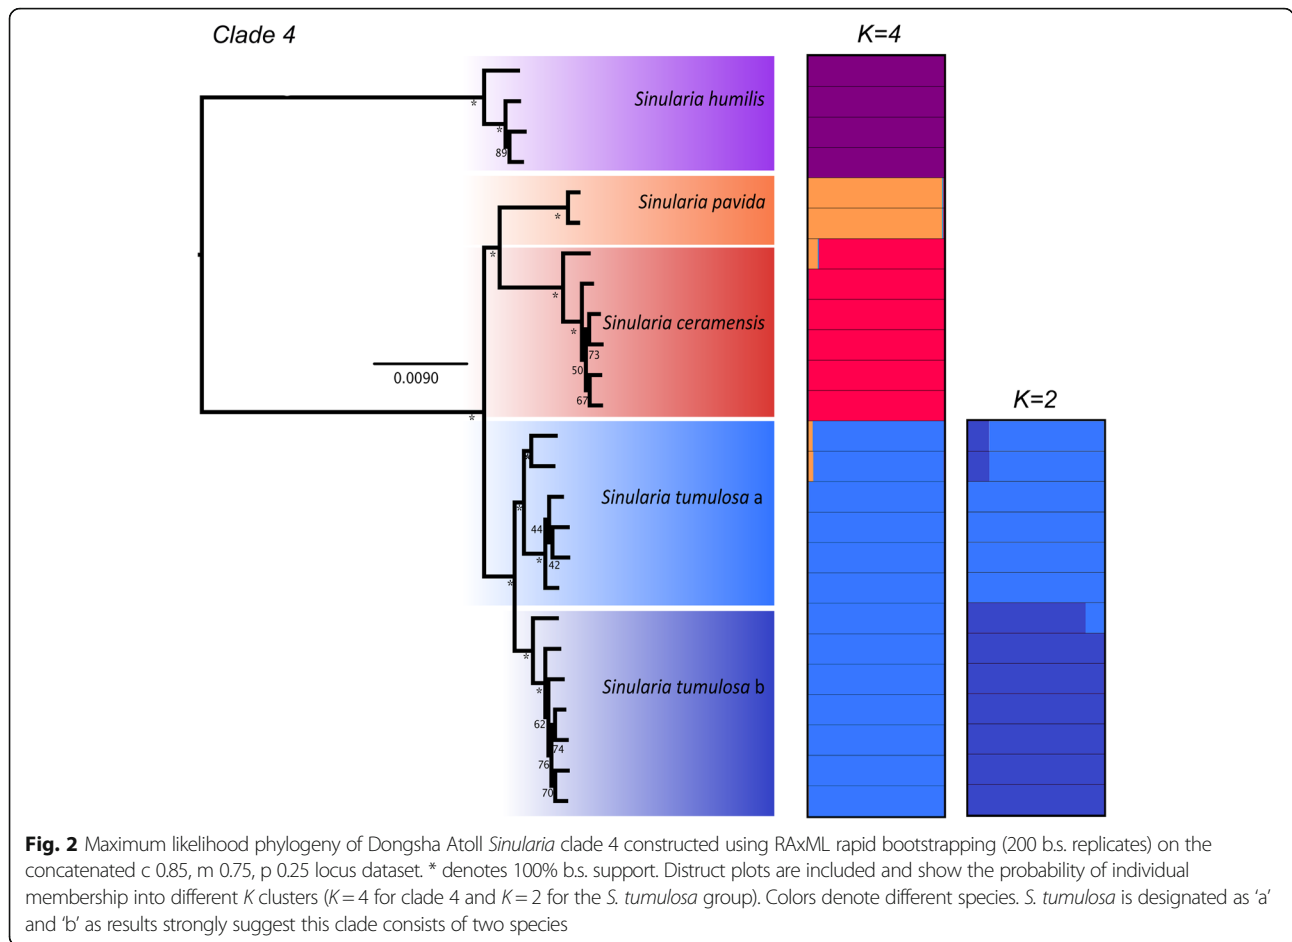 Clade 4
K=4
Sinularia humilis
*
*
89
Sinularia pavida
*
*
Sinularia ceramensis
*
*
73
50
67
0.0090
*
K=2
*
Sinularia tumulosa a
*
44
*
42
*
*
Sinularia tumulosa b
*
62
74
76
70
Fig. 2 Maximum likelihood phylogeny of Dongsha Atoll Sinularia clade 4 constructed using RAxML rapid bootstrapping (200 b.s. replicates) on the
concatenated c 0.85, m 0.75, p 0.25 locus dataset. * denotes 100% b.s. support. Distruct plots are included and show the probability of individual
membership into different K clusters (K = 4 for clade 4 and K = 2 for the S. tumulosa group). Colors denote different species. S. tumulosa is designated as ‘a’
and ‘b’ as results strongly suggest this clade consists of two species